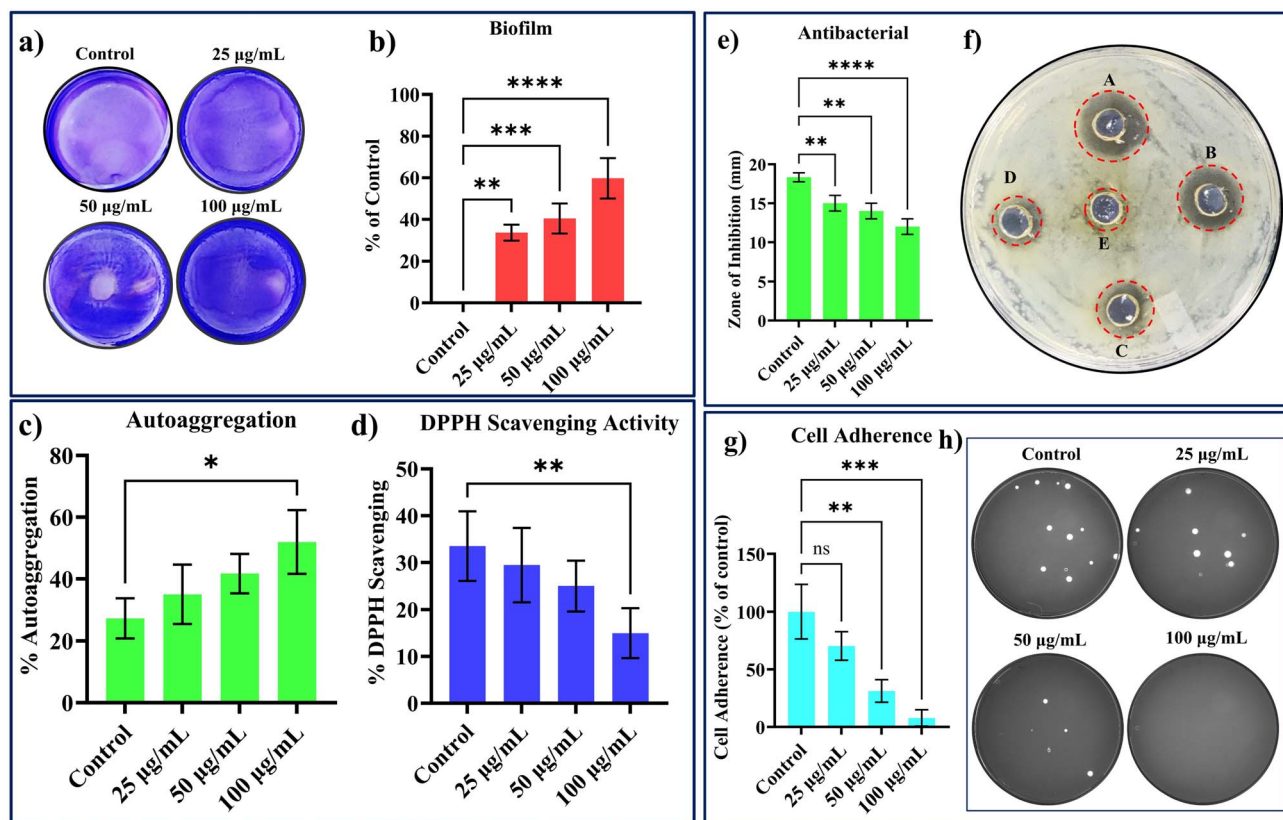 a)
Control
25 µg/mL
50 µg/mL
100 µg/mL
b)
Biofilm
****
***
**
% of Control
100
80
60
40
20
0
Control
25 µg/mL
50 µg/mL
100 µg/mL
c)
Autoaggregation
*
% Autoaggregation
80
60
40
20
0
Control
25 µg/mL
50 µg/mL
100 µg/mL
d)
DPPH Scavenging Activity
**
% DPPH Scavenging
50
40
30
20
10
0
Control
25 µg/mL
50 µg/mL
100 µg/mL
e)
Antibacterial
****
**
**
Zone of Inhibition (mm)
20
15
10
5
0
Control
25 µg/mL
50 µg/mL
100 µg/mL
f)
A
B
D
E
C
g)
Cell Adherence
***
**
ns
Cell Adherence (% of control)
150
100
50
0
Control
25 µg/mL
50 µg/mL
100 µg/mL
h)
Control
25 µg/mL
50 µg/mL
100 µg/mL